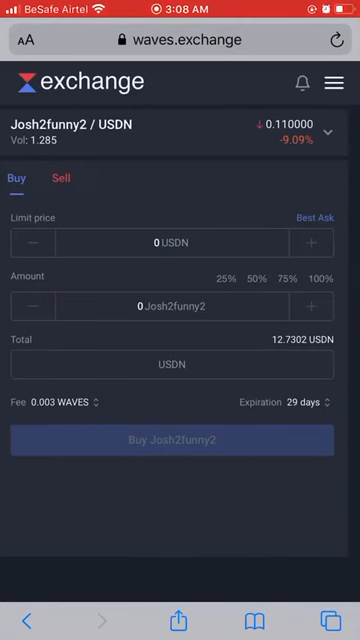 BeSafe Airtel 3:08 AM
AA waves.exchange
exchange
Josh2funny2 / USDN 0.110000
Vol: 1.285 -9.09%
Buy Sell
Limit price Best Ask
0 USDN
Amount 25% 50% 75% 100%
0 Josh2funny2
Total 12.7302 USDN
USDN
Fee 0.003 WAVES Expiration 29 days
Buy Josh2funny2